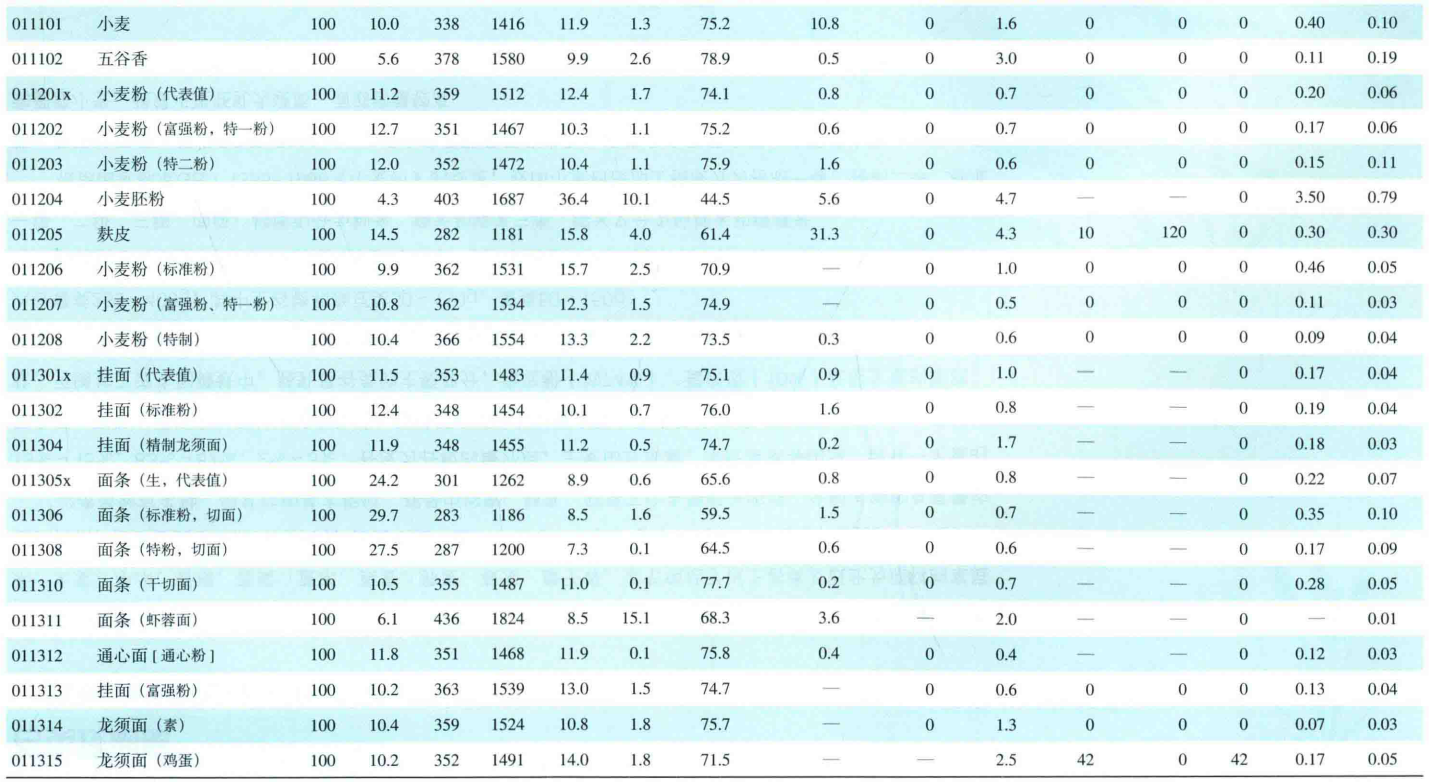 011101 小麦 100 10.0 338 1416 11.9 1.3 75.2 10.8 0 1.6 0 0 0 0.40 0.10
011102 五谷香 100 5.6 378 1580 9.9 2.6 78.9 0.5 0 3.0 0 0 0 0.11 0.19
011201x 小麦粉（代表值） 100 11.2 359 1512 12.4 1.7 74.1 0.8 0 0.7 0 0 0 0.20 0.06
011202 小麦粉（富强粉，特一粉） 100 12.7 351 1467 10.3 1.1 75.2 0.6 0 0.7 0 0 0 0.17 0.06
011203 小麦粉（特二粉） 100 12.0 352 1472 10.4 1.1 75.9 1.6 0 0.6 0 0 0 0.15 0.11
011204 小麦胚粉 100 4.3 403 1687 36.4 10.1 44.5 5.6 0 4.7 — — 0 3.50 0.79
011205 麸皮 100 14.5 282 1181 15.8 4.0 61.4 31.3 0 4.3 10 120 0 0.30 0.30
011206 小麦粉（标准粉） 100 9.9 362 1531 15.7 2.5 70.9 — 0 1.0 0 0 0 0.46 0.05
011207 小麦粉（富强粉、特一粉） 100 10.8 362 1534 12.3 1.5 74.9 — 0 0.5 0 0 0 0.11 0.03
011208 小麦粉（特制） 100 10.4 366 1554 13.3 2.2 73.5 0.3 0 0.6 0 0 0 0.09 0.04
011301x 挂面（代表值） 100 11.5 353 1483 11.4 0.9 75.1 0.9 0 1.0 — — 0 0.17 0.04
011302 挂面（标准粉） 100 12.4 348 1454 10.1 0.7 76.0 1.6 0 0.8 — — 0 0.19 0.04
011304 挂面（精制龙须面） 100 11.9 348 1455 11.2 0.5 74.7 0.2 0 1.7 — — 0 0.18 0.03
011305x 面条（生，代表值） 100 24.2 301 1262 8.9 0.6 65.6 0.8 0 0.8 — — 0 0.22 0.07
011306 面条（标准粉，切面） 100 29.7 283 1186 8.5 1.6 59.5 1.5 0 0.7 — — 0 0.35 0.10
011308 面条（特粉，切面） 100 27.5 287 1200 7.3 0.1 64.5 0.6 0 0.6 — — 0 0.17 0.09
011310 面条（干切面） 100 10.5 355 1487 11.0 0.1 77.7 0.2 0 0.7 — — 0 0.28 0.05
011311 面条（虾蓉面） 100 6.1 436 1824 8.5 15.1 68.3 3.6 — 2.0 — — 0 — 0.01
011312 通心面[通心粉] 100 11.8 351 1468 11.9 0.1 75.8 0.4 0 0.4 — — 0 0.12 0.03
011313 挂面（富强粉） 100 10.2 363 1539 13.0 1.5 74.7 — 0 0.6 0 0 0 0.13 0.04
011314 龙须面（素） 100 10.4 359 1524 10.8 1.8 75.7 — 0 1.3 0 0 0 0.07 0.03
011315 龙须面（鸡蛋） 100 10.2 352 1491 14.0 1.8 71.5 — — 2.5 42 0 42 0.17 0.05